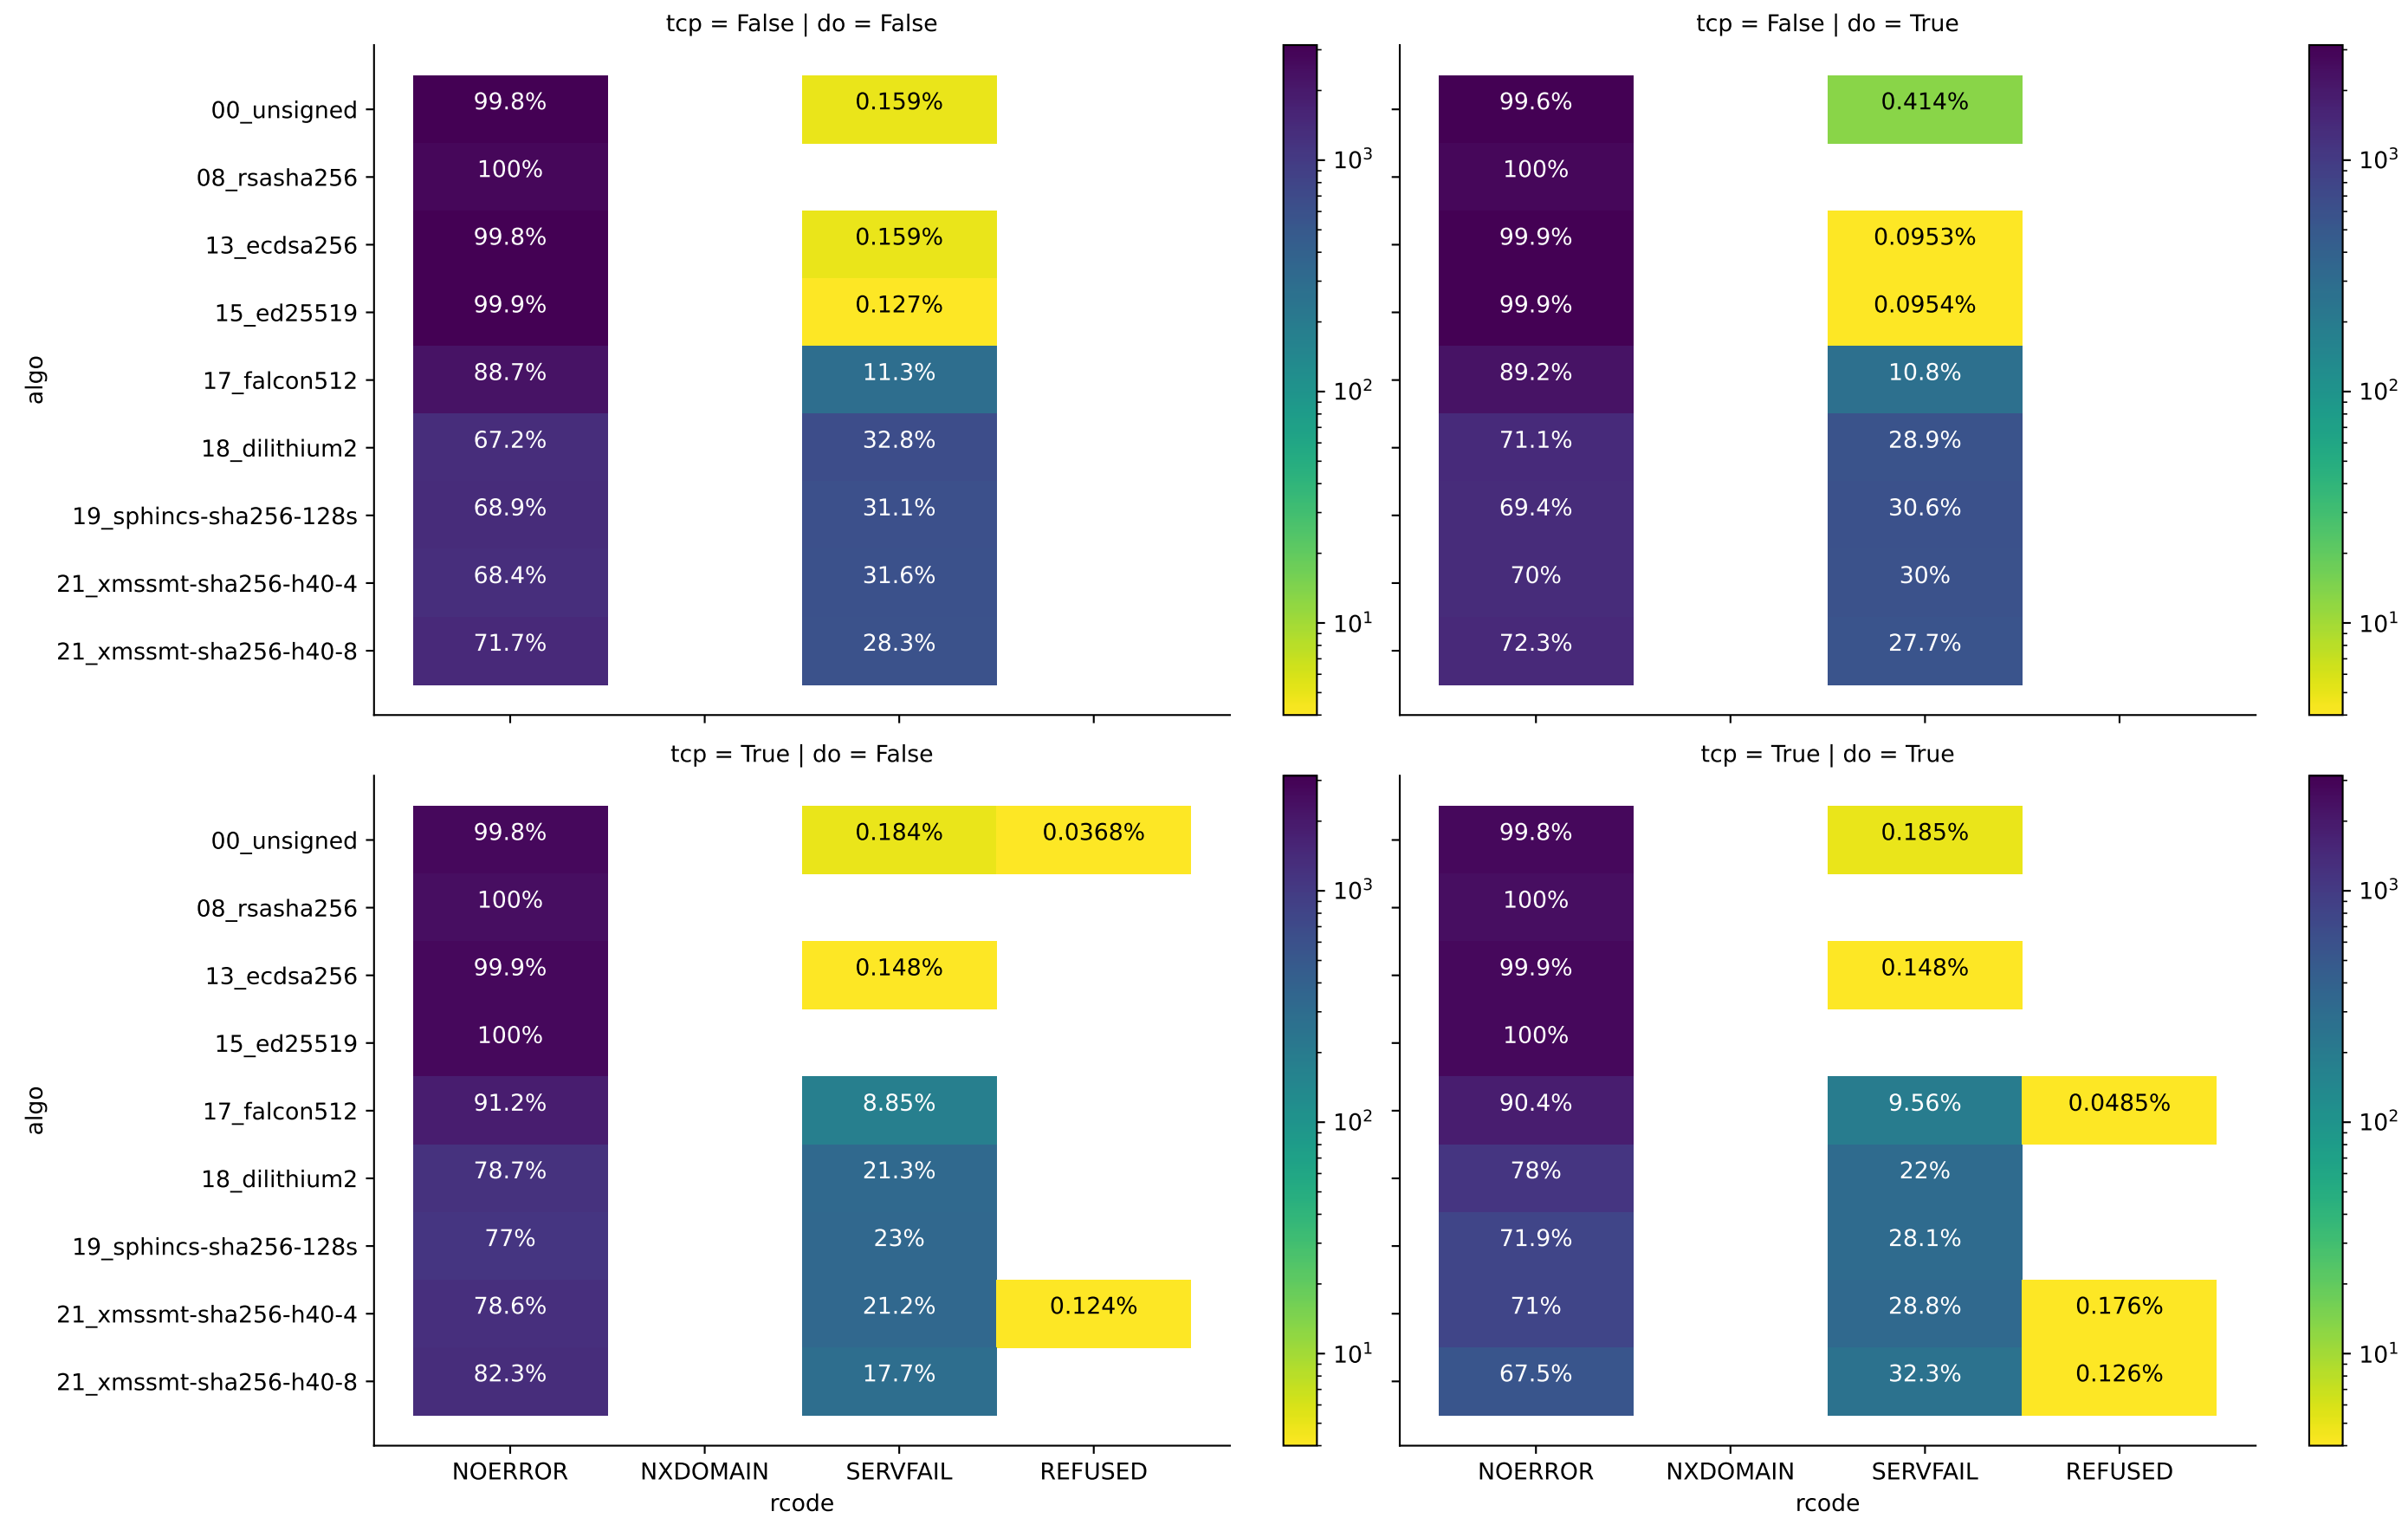 tcp = False | do = False
tcp = False | do = True
algo
00_unsigned 99.8% 0.159% 99.6% 0.414%
08_rsasha256 100% 100%
13_ecdsa256 99.8% 0.159% 99.9% 0.0953%
15_ed25519 99.9% 0.127% 99.9% 0.0954%
17_falcon512 88.7% 11.3% 89.2% 10.8%
18_dilithium2 67.2% 32.8% 71.1% 28.9%
19_sphincs-sha256-128s 68.9% 31.1% 69.4% 30.6%
21_xmssmt-sha256-h40-4 68.4% 31.6% 70% 30%
21_xmssmt-sha256-h40-8 71.7% 28.3% 72.3% 27.7%
10³
10²
10¹
10³
10²
10¹
tcp = True | do = False
tcp = True | do = True
algo
00_unsigned 99.8% 0.184% 0.0368% 99.8% 0.185%
08_rsasha256 100% 100%
13_ecdsa256 99.9% 0.148% 99.9% 0.148%
15_ed25519 100% 100%
17_falcon512 91.2% 8.85% 90.4% 9.56% 0.0485%
18_dilithium2 78.7% 21.3% 78% 22%
19_sphincs-sha256-128s 77% 23% 71.9% 28.1%
21_xmssmt-sha256-h40-4 78.6% 21.2% 0.124% 71% 28.8% 0.176%
21_xmssmt-sha256-h40-8 82.3% 17.7% 67.5% 32.3% 0.126%
10³
10²
10¹
10³
10²
10¹
NOERROR NXDOMAIN SERVFAIL REFUSED
rcode
NOERROR NXDOMAIN SERVFAIL REFUSED
rcode